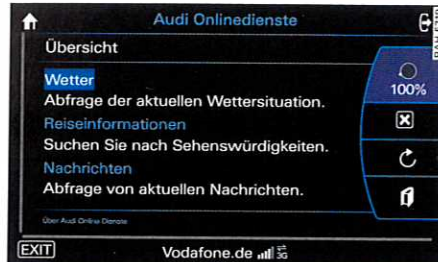 Audi Onlinedienste
Übersicht
Wetter
100%
Abfrage der aktuellen Wettersituation.
Reiseinformationen
Suchen Sie nach Sehenswürdigkeiten.
Nachrichten
Abfrage von aktuellen Nachrichten.
Über Audi Online Dienste
EXIT
Vodafone.de
3G